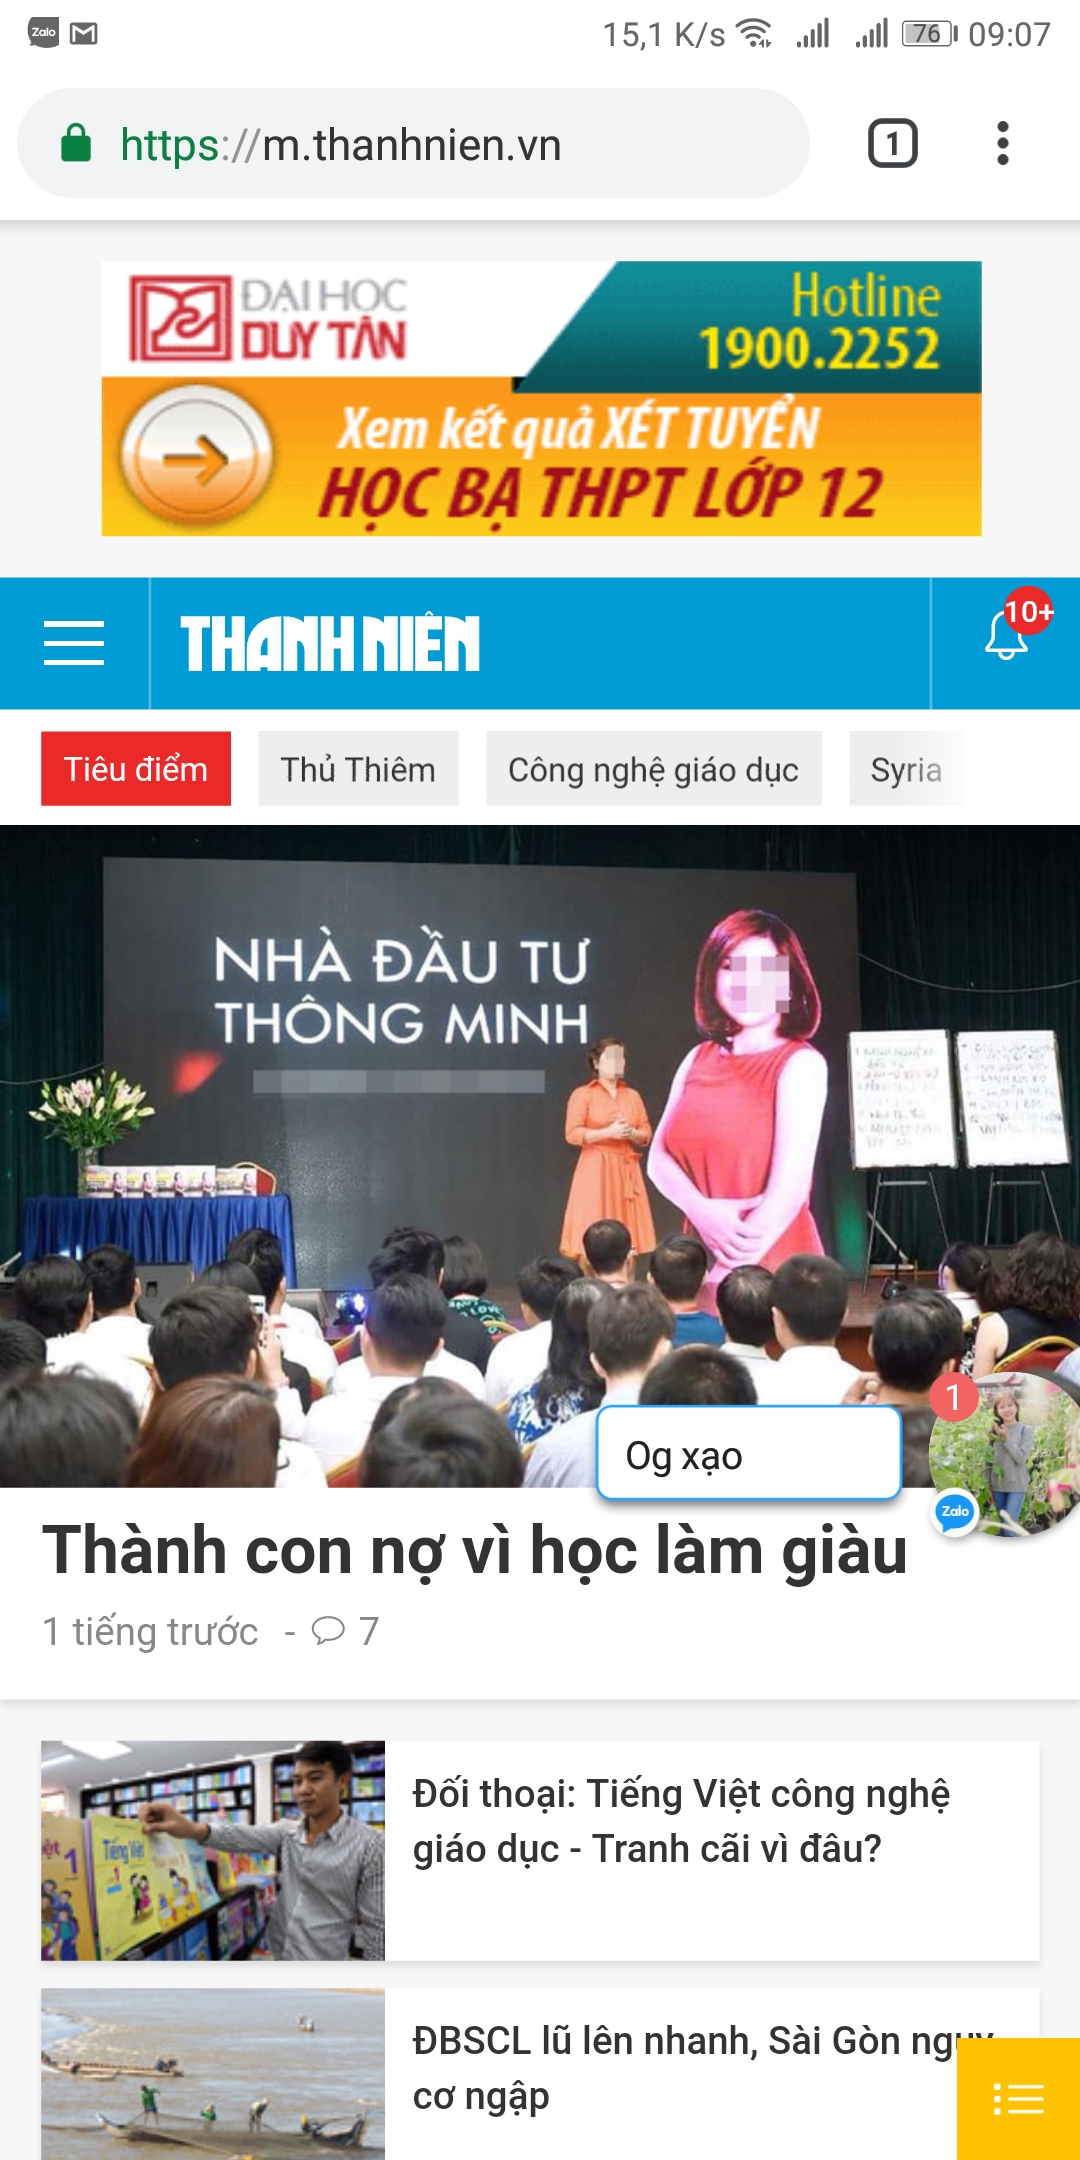 Zalo
15,1 K/s 76 09:07
https://m.thanhnien.vn
1
ĐẠI HỌC
DUY TÂN
Hotline
1900.2252
Xem kết quả XÉT TUYỂN
HỌC BẠ THPT LỚP 12
THANH NIÊN
10+
Tiêu điểm
Thủ Thiêm
Công nghệ giáo dục
Syria
NHÀ ĐẦU TƯ
THÔNG MINH
1
Og xạo
Zalo
Thành con nợ vì học làm giàu
1 tiếng trước - 7
Tiếng Việt
1
Đối thoại: Tiếng Việt công nghệ
giáo dục - Tranh cãi vì đâu?
ĐBSCL lũ lên nhanh, Sài Gòn nguy
cơ ngập